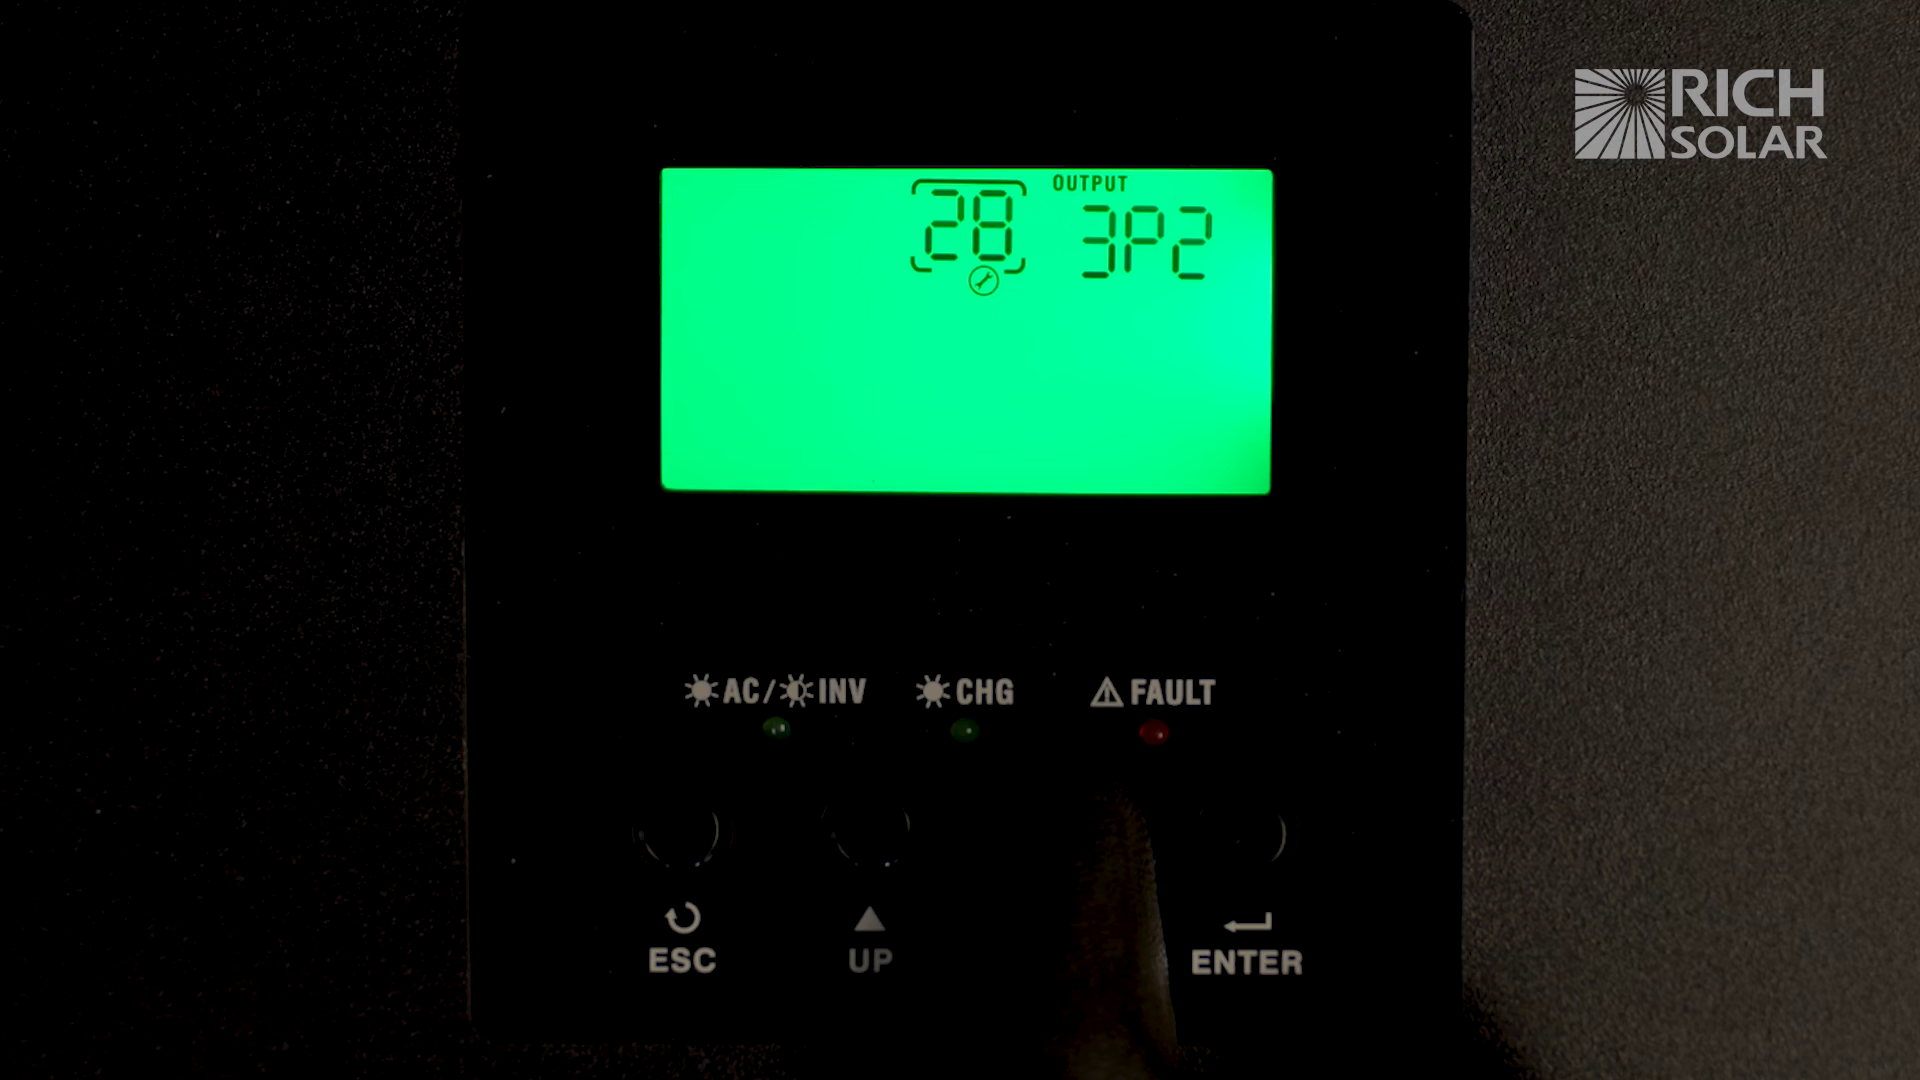 RICH
SOLAR
OUTPUT
28 3P2
AC/ INV CHG FAULT
ESC UP ENTER